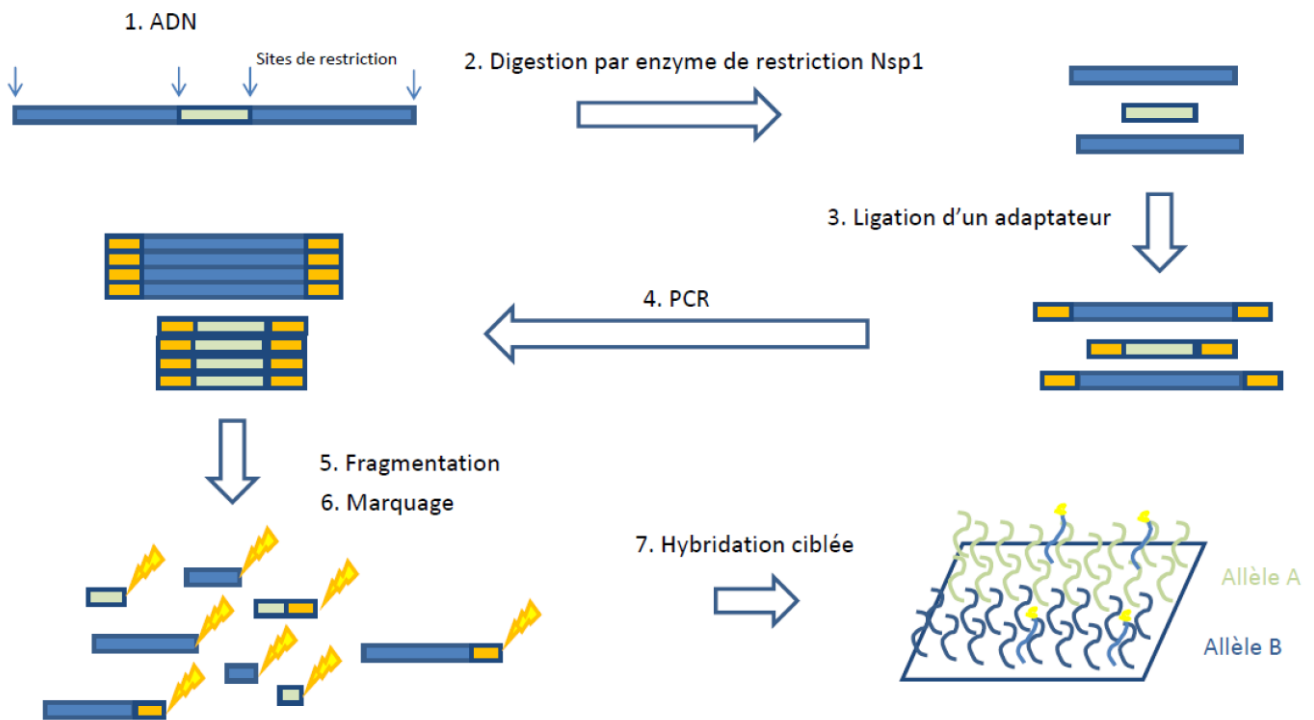 1. ADN
Sites de restriction
2. Digestion par enzyme de restriction Nsp1
3. Ligation d'un adaptateur
4. PCR
5. Fragmentation
6. Marquage
7. Hybridation ciblée
Allèle A
Allèle B